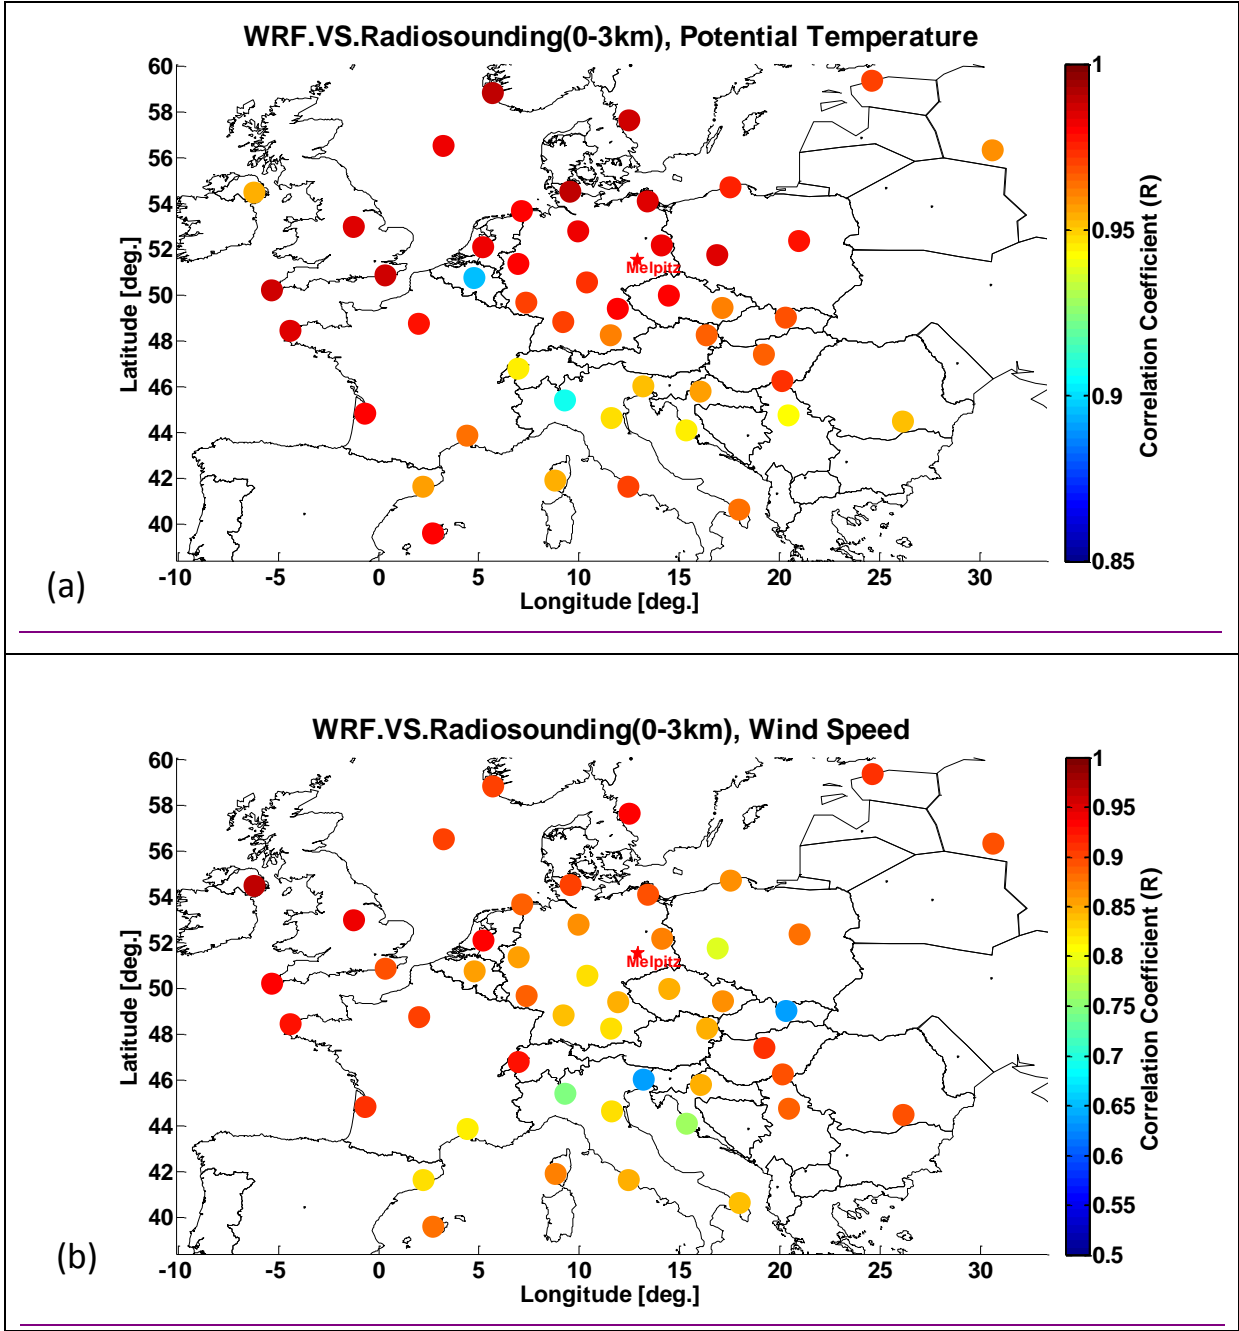 WRF.VS.Radiosounding(0-3km), Potential Temperature
60
58
56
54
52
50
48
46
44
42
40
Latitude [deg.]
-10 -5 0 5 10 15 20 25 30
Longitude [deg.]
Melpitz
1
0.95
0.9
0.85
Correlation Coefficient (R)
(a)
WRF.VS.Radiosounding(0-3km), Wind Speed
60
58
56
54
52
50
48
46
44
42
40
Latitude [deg.]
-10 -5 0 5 10 15 20 25 30
Longitude [deg.]
Melpitz
1
0.95
0.9
0.85
0.8
0.75
0.7
0.65
0.6
0.55
0.5
Correlation Coefficient (R)
(b)